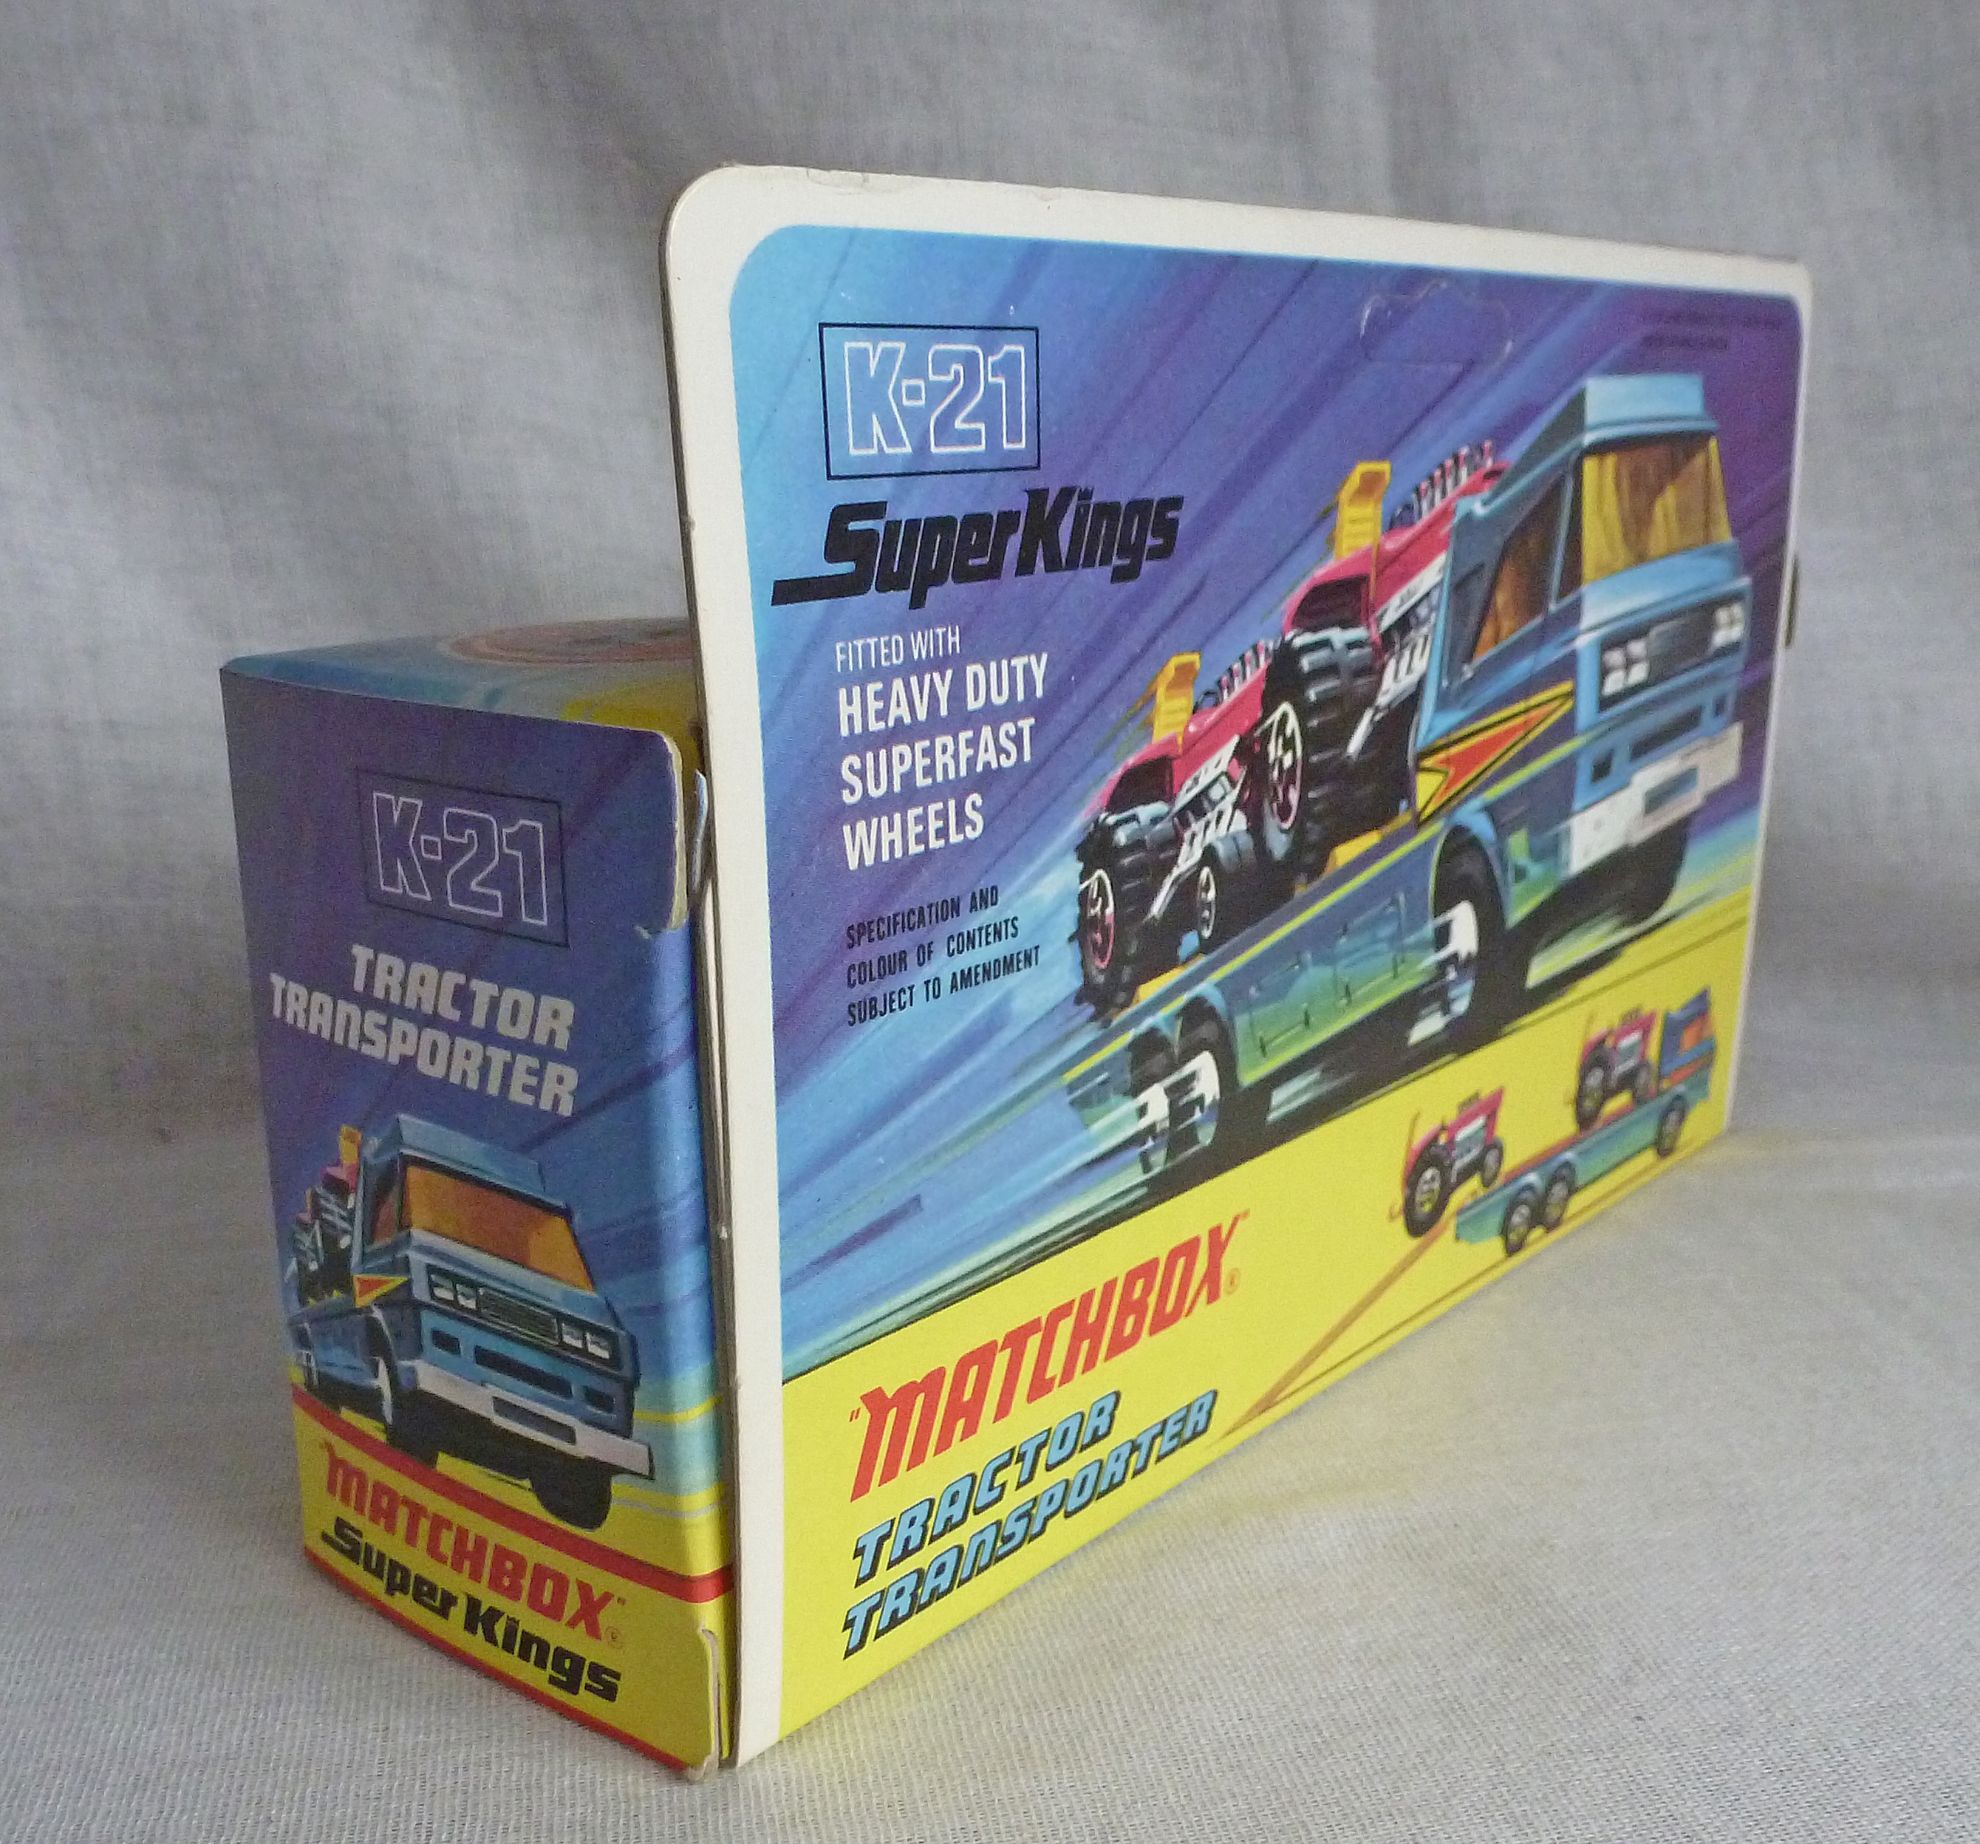 K-21
TRACTOR
TRANSPORTER
"MATCHBOX"
Super Kings
K-21
SuperKings
FITTED WITH
HEAVY DUTY
SUPERFAST
WHEELS
SPECIFICATION AND
COLOUR OF CONTENTS
SUBJECT TO AMENDMENT
"MATCHBOX"
TRACTOR
TRANSPORTER